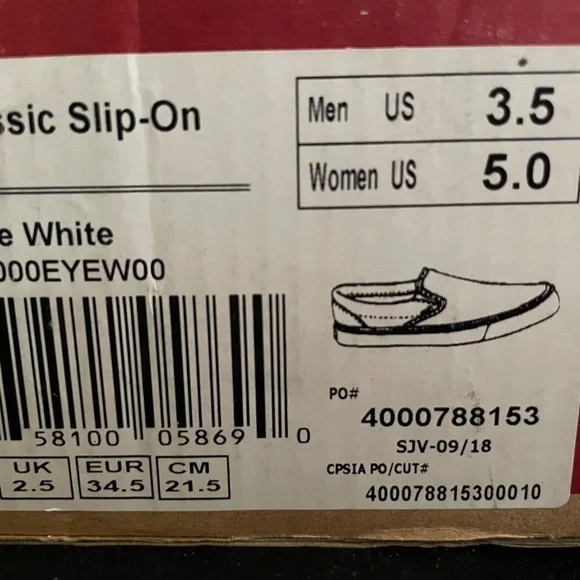 ssic Slip-On
Men US 3.5
Women US 5.0
e White
000EYEW00
58100 05869 0
PO#
4000788153
SJV-09/18
CPSIA PO/CUT#
400078815300010
UK EUR CM
2.5 34.5 21.5